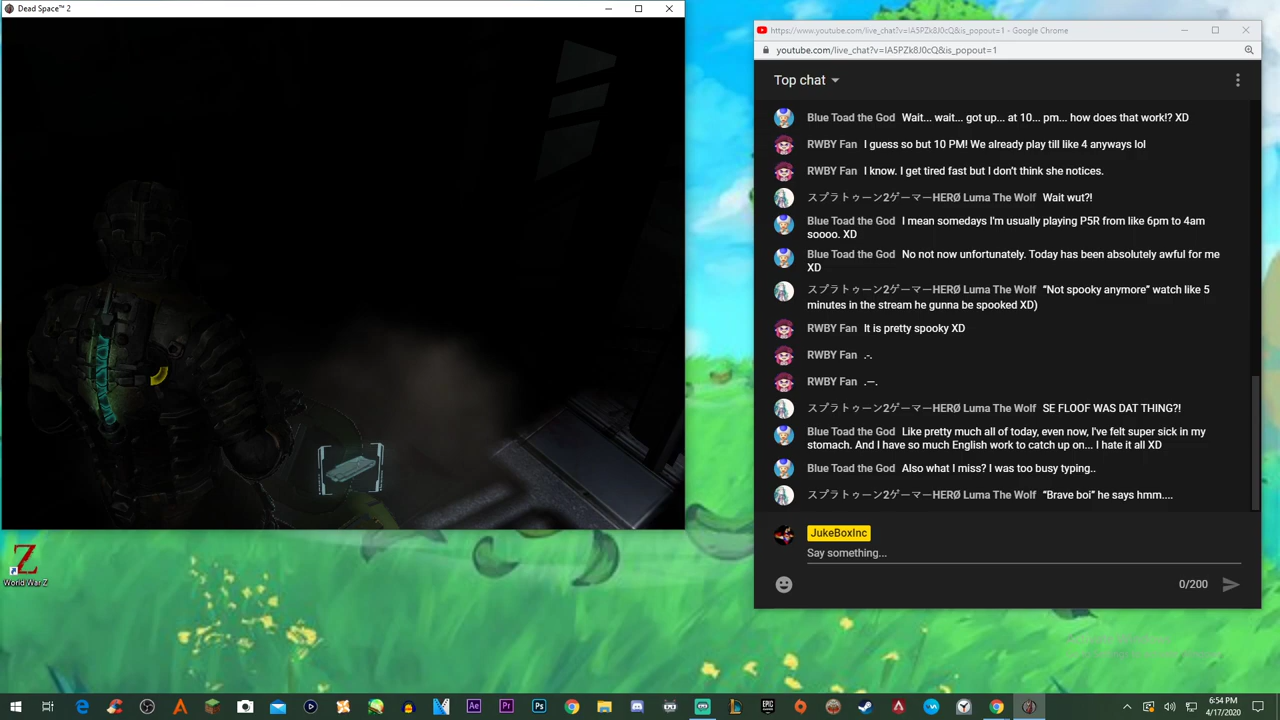 Dead Space™ 2
https://www.youtube.com/live_chat?v=IA5PZk8J0cQ&is_popout=1 - Google Chrome
youtube.com/live_chat?v=IA5PZk8J0cQ&is_popout=1
Top chat
Blue Toad the God Wait... wait... got up... at 10... pm... how does that work!? XD
RWBY Fan I guess so but 10 PM! We already play till like 4 anyways lol
RWBY Fan I know. I get tired fast but I don't think she notices.
スプラトゥーン2ゲーマーHERØ Luma The Wolf Wait wut?!
Blue Toad the God I mean somedays I'm usually playing P5R from like 6pm to 4am
soooo. XD
Blue Toad the God No not now unfortunately. Today has been absolutely awful for me
XD
スプラトゥーン2ゲーマーHERØ Luma The Wolf “Not spooky anymore” watch like 5
minutes in the stream he gunna be spooked XD)
RWBY Fan It is pretty spooky XD
RWBY Fan .-.
RWBY Fan .—.
スプラトゥーン2ゲーマーHERØ Luma The Wolf SE FLOOF WAS DAT THING?!
Blue Toad the God Like pretty much all of today, even now, I've felt super sick in my
stomach. And I have so much English work to catch up on... I hate it all XD
Blue Toad the God Also what I miss? I was too busy typing..
スプラトゥーン2ゲーマーHERØ Luma The Wolf “Brave boi” he says hmm....
JukeBoxInc
Say something...
0/200
World War Z
Ae
Pr
Ps
EPIC
6:54 PM
4/17/2020